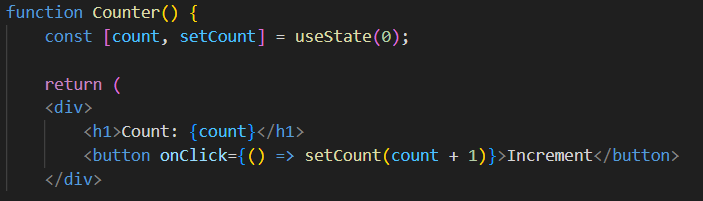 function Counter() {
    const [count, setCount] = useState(0);

    return (
    <div>
        <h1>Count: {count}</h1>
        <button onClick={() => setCount(count + 1)}>Increment</button>
    </div>